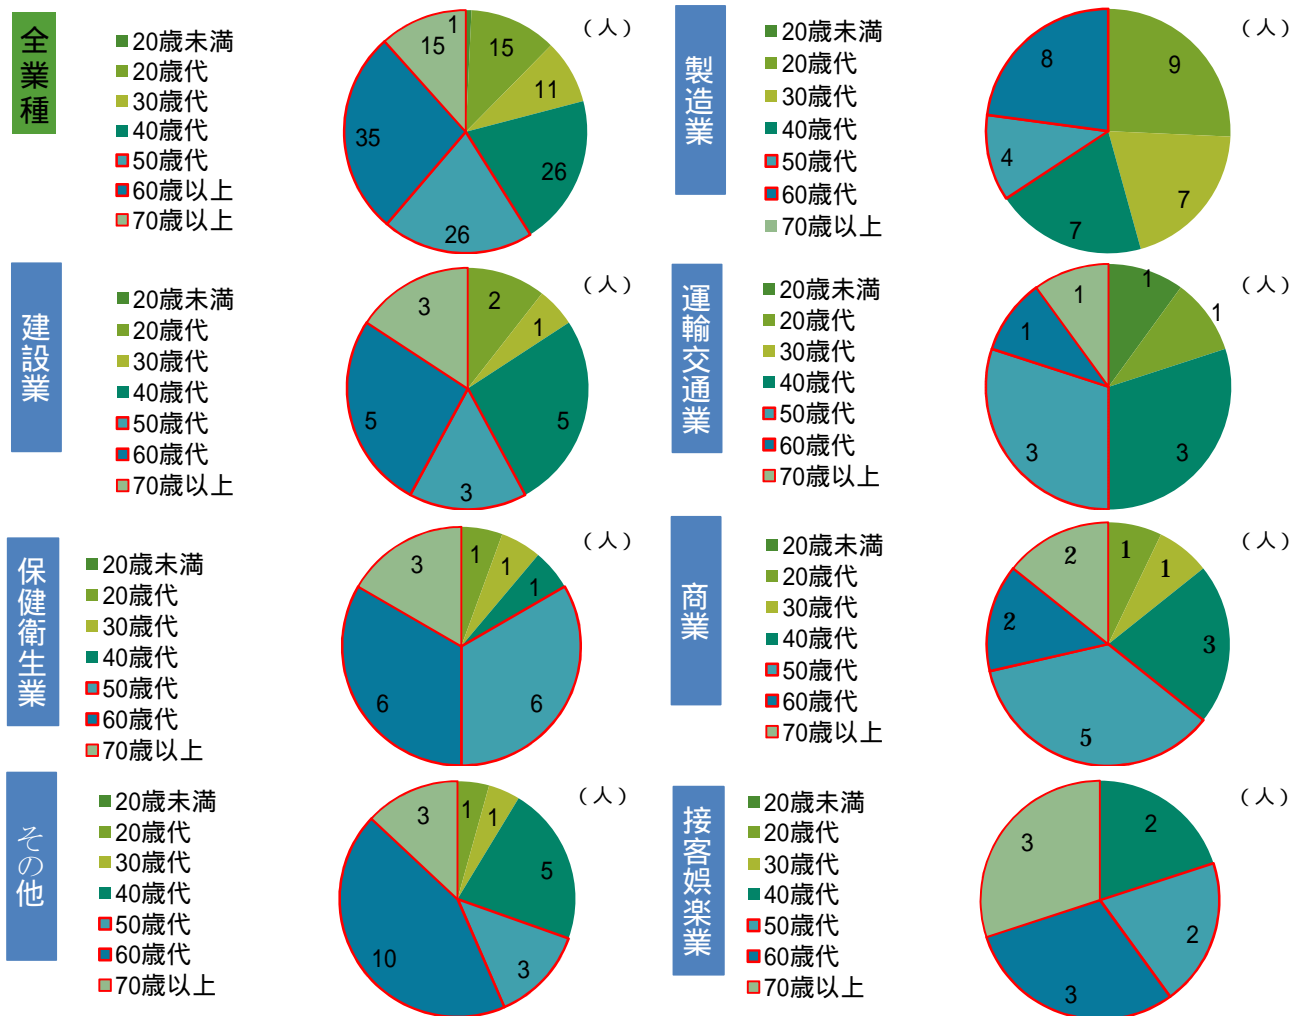 全業種
20歳未満
20歳代
30歳代
40歳代
50歳代
60歳以上
70歳以上
（人）
1
15
11
26
26
35
15
製造業
20歳未満
20歳代
30歳代
40歳代
50歳代
60歳代
70歳以上
（人）
9
7
7
4
8
建設業
20歳未満
20歳代
30歳代
40歳代
50歳代
60歳代
70歳以上
（人）
2
1
5
3
5
3
運輸交通業
20歳未満
20歳代
30歳代
40歳代
50歳代
60歳代
70歳以上
（人）
1
1
3
3
1
1
保健衛生業
20歳未満
20歳代
30歳代
40歳代
50歳代
60歳代
70歳以上
（人）
1
1
1
6
6
3
商業
20歳未満
20歳代
30歳代
40歳代
50歳代
60歳代
70歳以上
（人）
1
1
3
5
2
2
その他
20歳未満
20歳代
30歳代
40歳代
50歳代
60歳代
70歳以上
（人）
1
1
5
3
10
3
接客娯楽業
20歳未満
20歳代
30歳代
40歳代
50歳代
60歳代
70歳以上
（人）
2
2
3
3